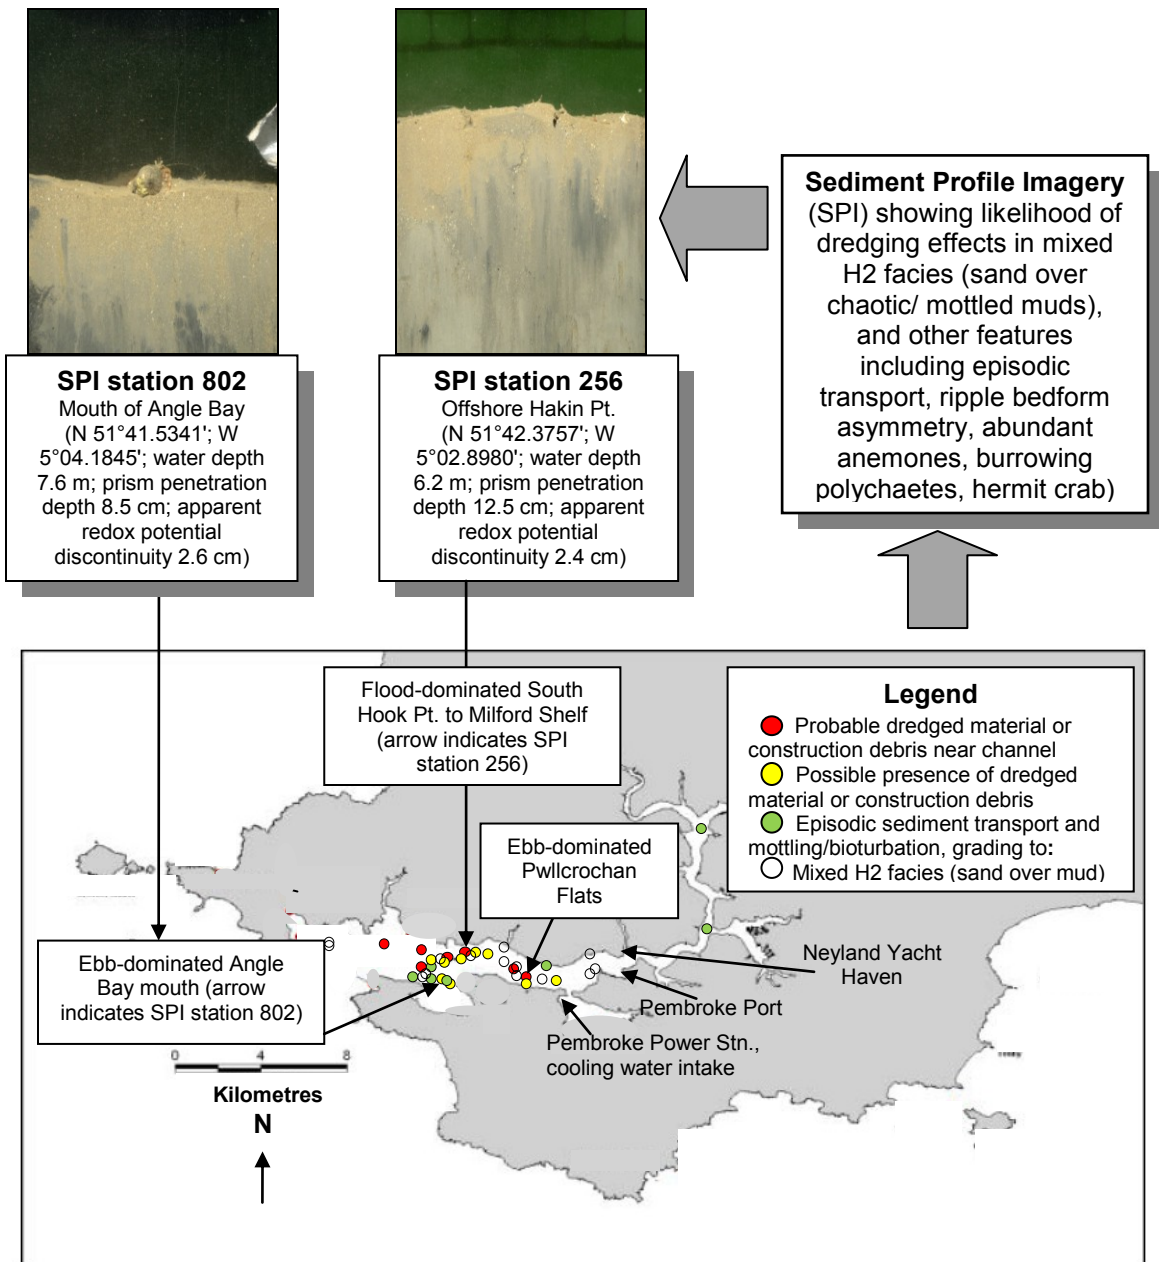 SPI station 802
Mouth of Angle Bay
(N 51°41.5341'; W
5°04.1845'; water depth
7.6 m; prism penetration
depth 8.5 cm; apparent
redox potential
discontinuity 2.6 cm)
SPI station 256
Offshore Hakin Pt.
(N 51°42.3757'; W
5°02.8980'; water depth
6.2 m; prism penetration
depth 12.5 cm; apparent
redox potential
discontinuity 2.4 cm)
Sediment Profile Imagery
(SPI) showing likelihood of
dredging effects in mixed
H2 facies (sand over
chaotic/ mottled muds),
and other features
including episodic
transport, ripple bedform
asymmetry, abundant
anemones, burrowing
polychaetes, hermit crab)
Flood-dominated South
Hook Pt. to Milford Shelf
(arrow indicates SPI
station 256)
Legend
Probable dredged material or
construction debris near channel
Possible presence of dredged
material or construction debris
Episodic sediment transport and
mottling/bioturbation, grading to:
Mixed H2 facies (sand over mud)
Ebb-dominated
Pwllcrochan
Flats
Ebb-dominated Angle
Bay mouth (arrow
indicates SPI station 802)
Neyland Yacht
Haven
Pembroke Port
Pembroke Power Stn.,
cooling water intake
0 4 8
Kilometres
N